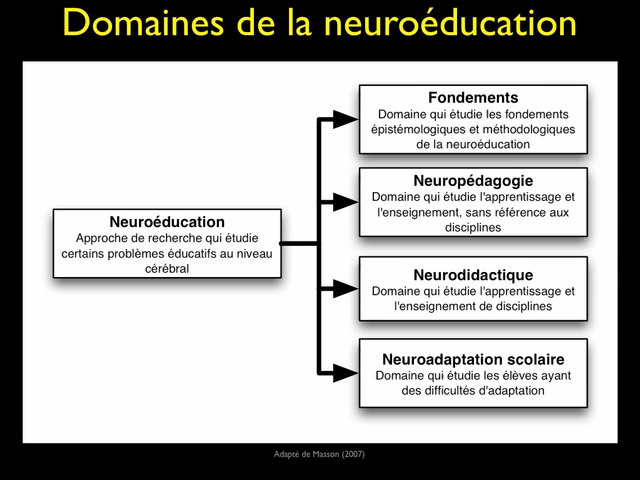 Domaines de la neuroéducation
Fondements
Domaine qui étudie les fondements
épistémologiques et méthodologiques
de la neuroéducation
Neuropédagogie
Domaine qui étudie l'apprentissage et
l'enseignement, sans référence aux
disciplines
Neuroéducation
Approche de recherche qui étudie
certains problèmes éducatifs au niveau
cérébral
Neurodidactique
Domaine qui étudie l'apprentissage et
l'enseignement de disciplines
Neuroadaptation scolaire
Domaine qui étudie les élèves ayant
des difficultés d'adaptation
Adapté de Masson (2007)